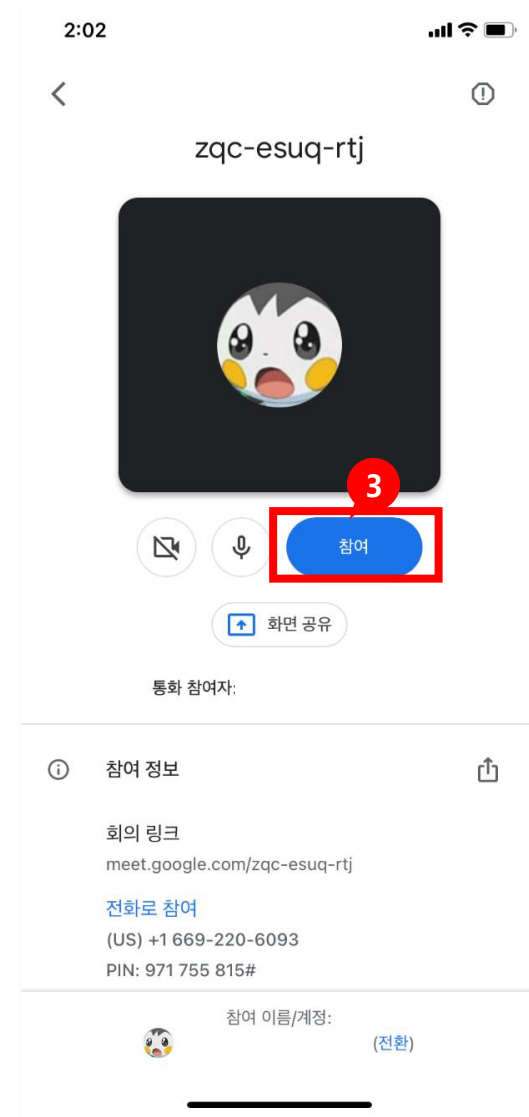 2:02
zqc-esuq-rtj
3
참여
화면 공유
통화 참여자:
참여 정보
회의 링크
meet.google.com/zqc-esuq-rtj
전화로 참여
(US) +1 669-220-6093
PIN: 971 755 815#
참여 이름/계정:
(전환)